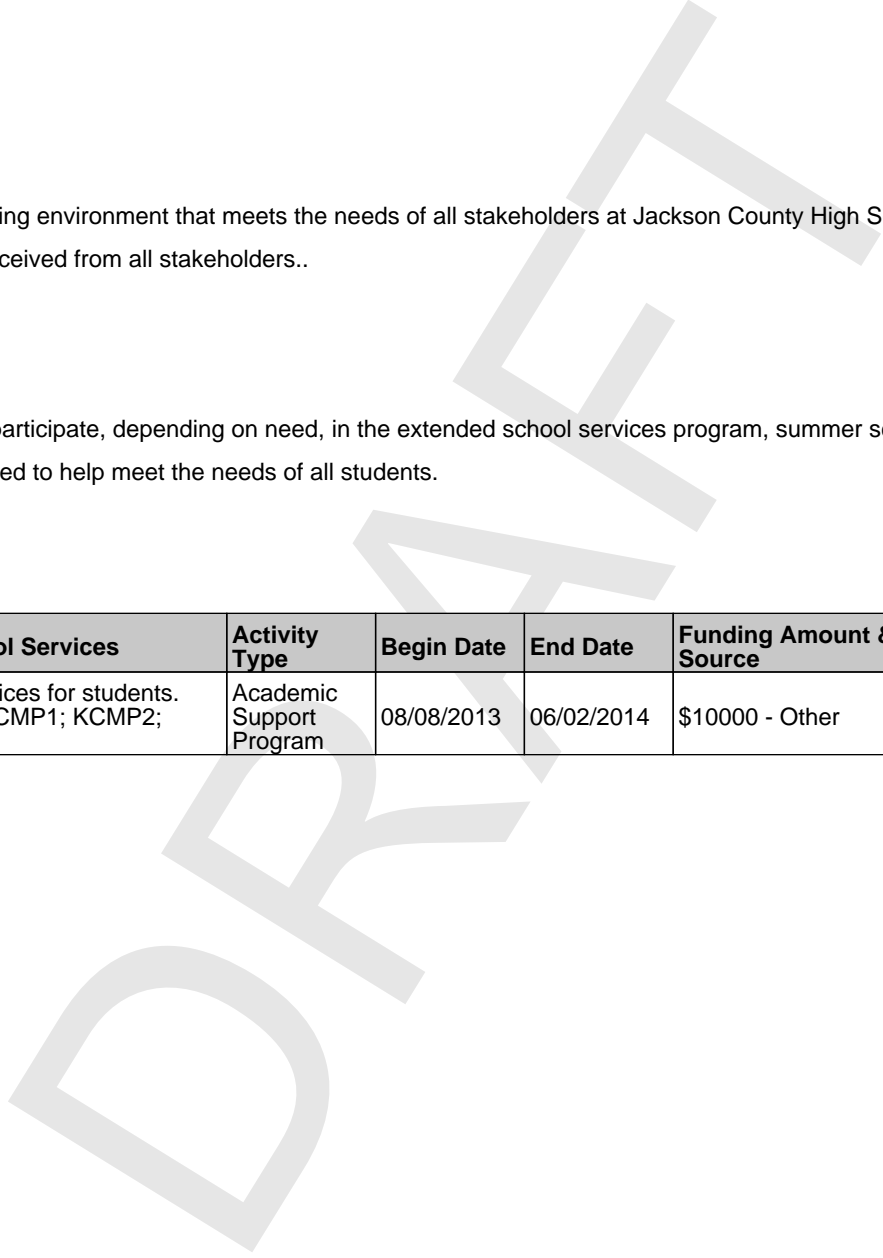 ing environment that meets the needs of all stakeholders at Jackson County High S
ceived from all stakeholders..
participate, depending on need, in the extended school services program, summer s
ed to help meet the needs of all students.
ol Services Activity Type Begin Date End Date Funding Amount & Source
ices for students. CMP1; KCMP2; Academic Support Program 08/08/2013 06/02/2014 $10000 - Other
DRAFT